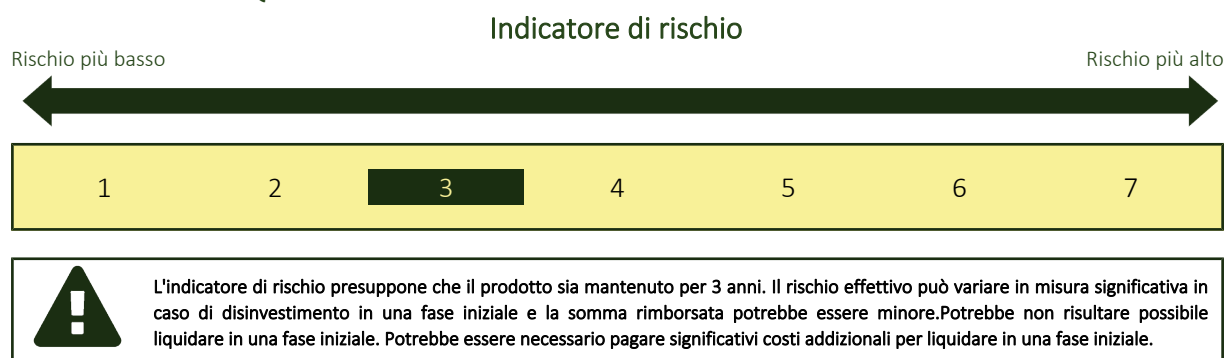 Indicatore di rischio
Rischio più basso
Rischio più alto
1 2 3 4 5 6 7
L'indicatore di rischio presuppone che il prodotto sia mantenuto per 3 anni. Il rischio effettivo può variare in misura significativa in
caso di disinvestimento in una fase iniziale e la somma rimborsata potrebbe essere minore.Potrebbe non risultare possibile
liquidare in una fase iniziale. Potrebbe essere necessario pagare significativi costi addizionali per liquidare in una fase iniziale.